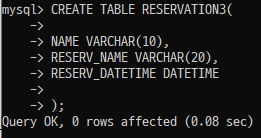 mysql> CREATE TABLE RESERVATION3(
    ->
    -> NAME VARCHAR(10),
    -> RESERV_NAME VARCHAR(20),
    -> RESERV_DATETIME DATETIME
    ->
    -> );
Query OK, 0 rows affected (0.08 sec)